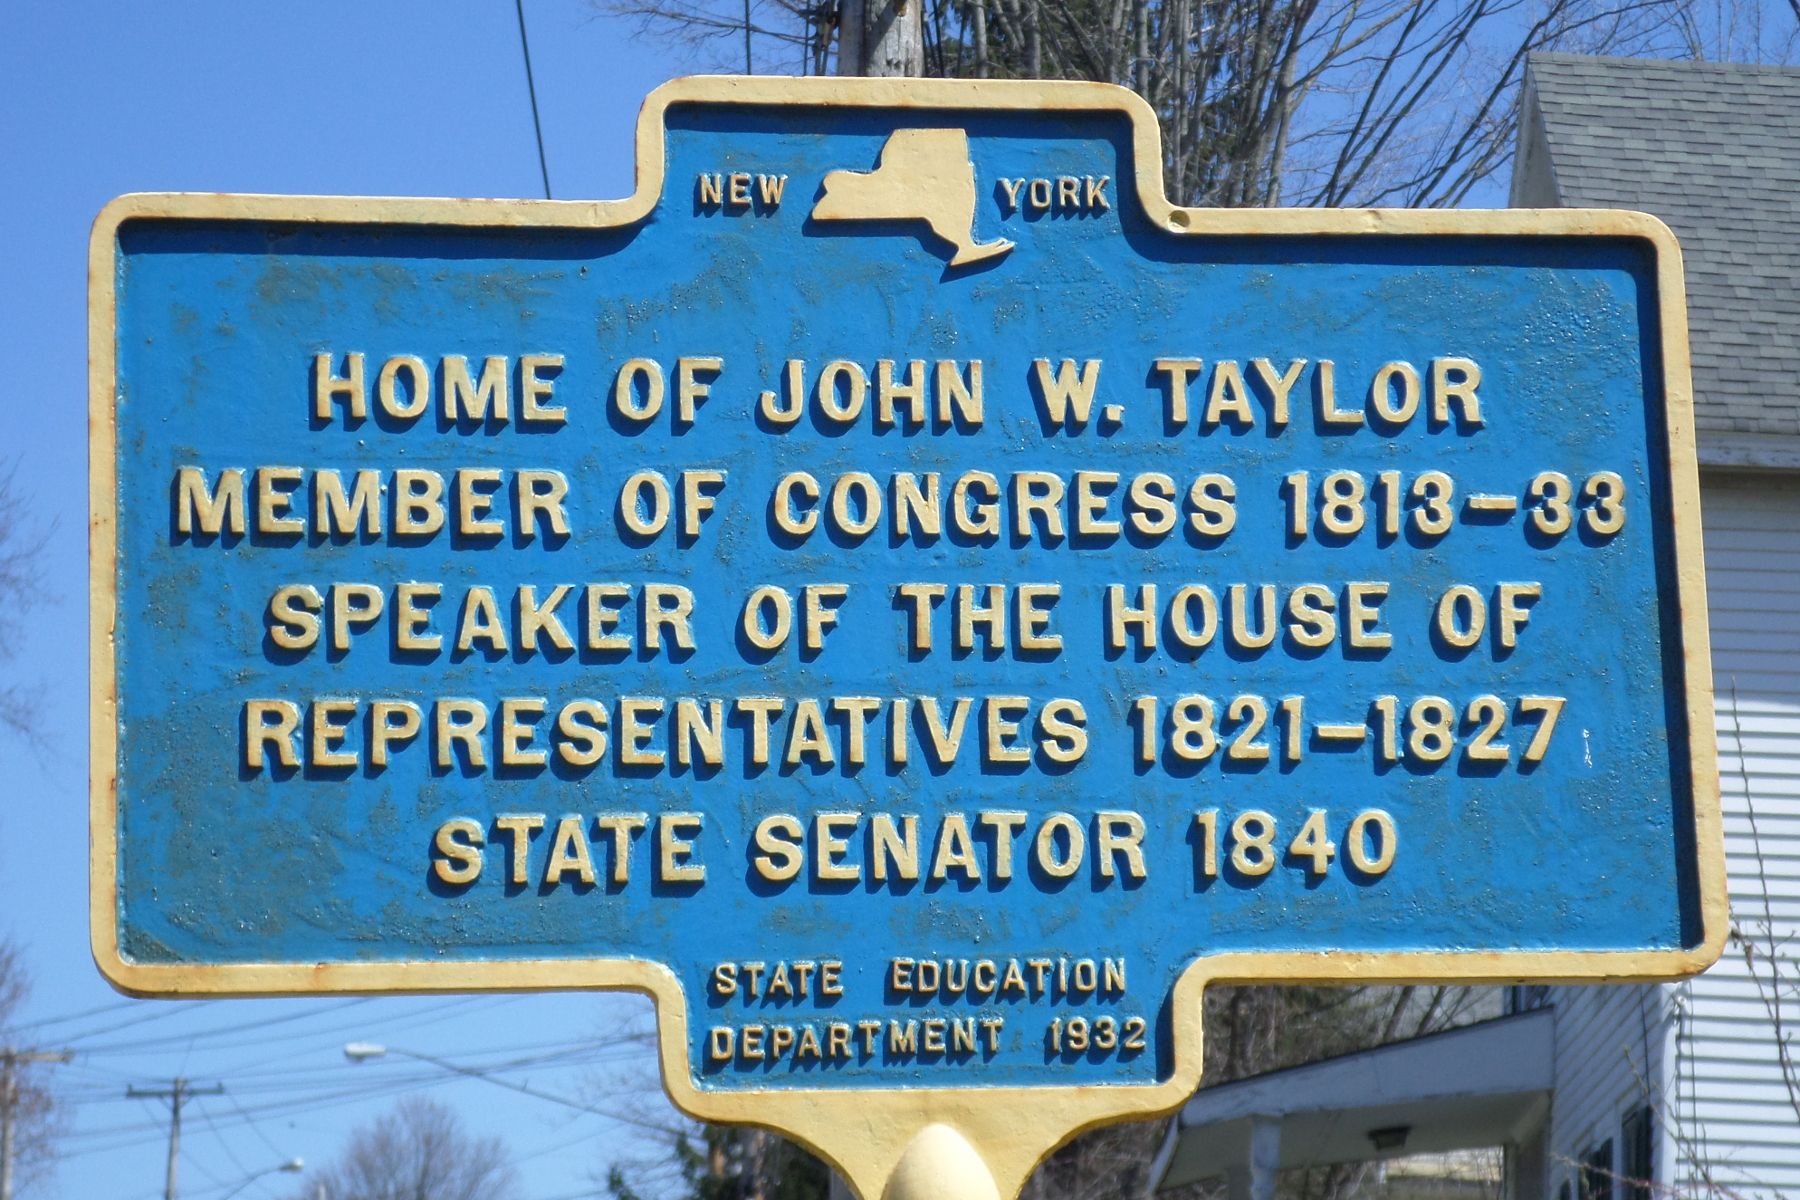 NEW YORK
HOME OF JOHN W. TAYLOR
MEMBER OF CONGRESS 1813-33
SPEAKER OF THE HOUSE OF
REPRESENTATIVES 1821-1827
STATE SENATOR 1840
STATE EDUCATION
DEPARTMENT 1932